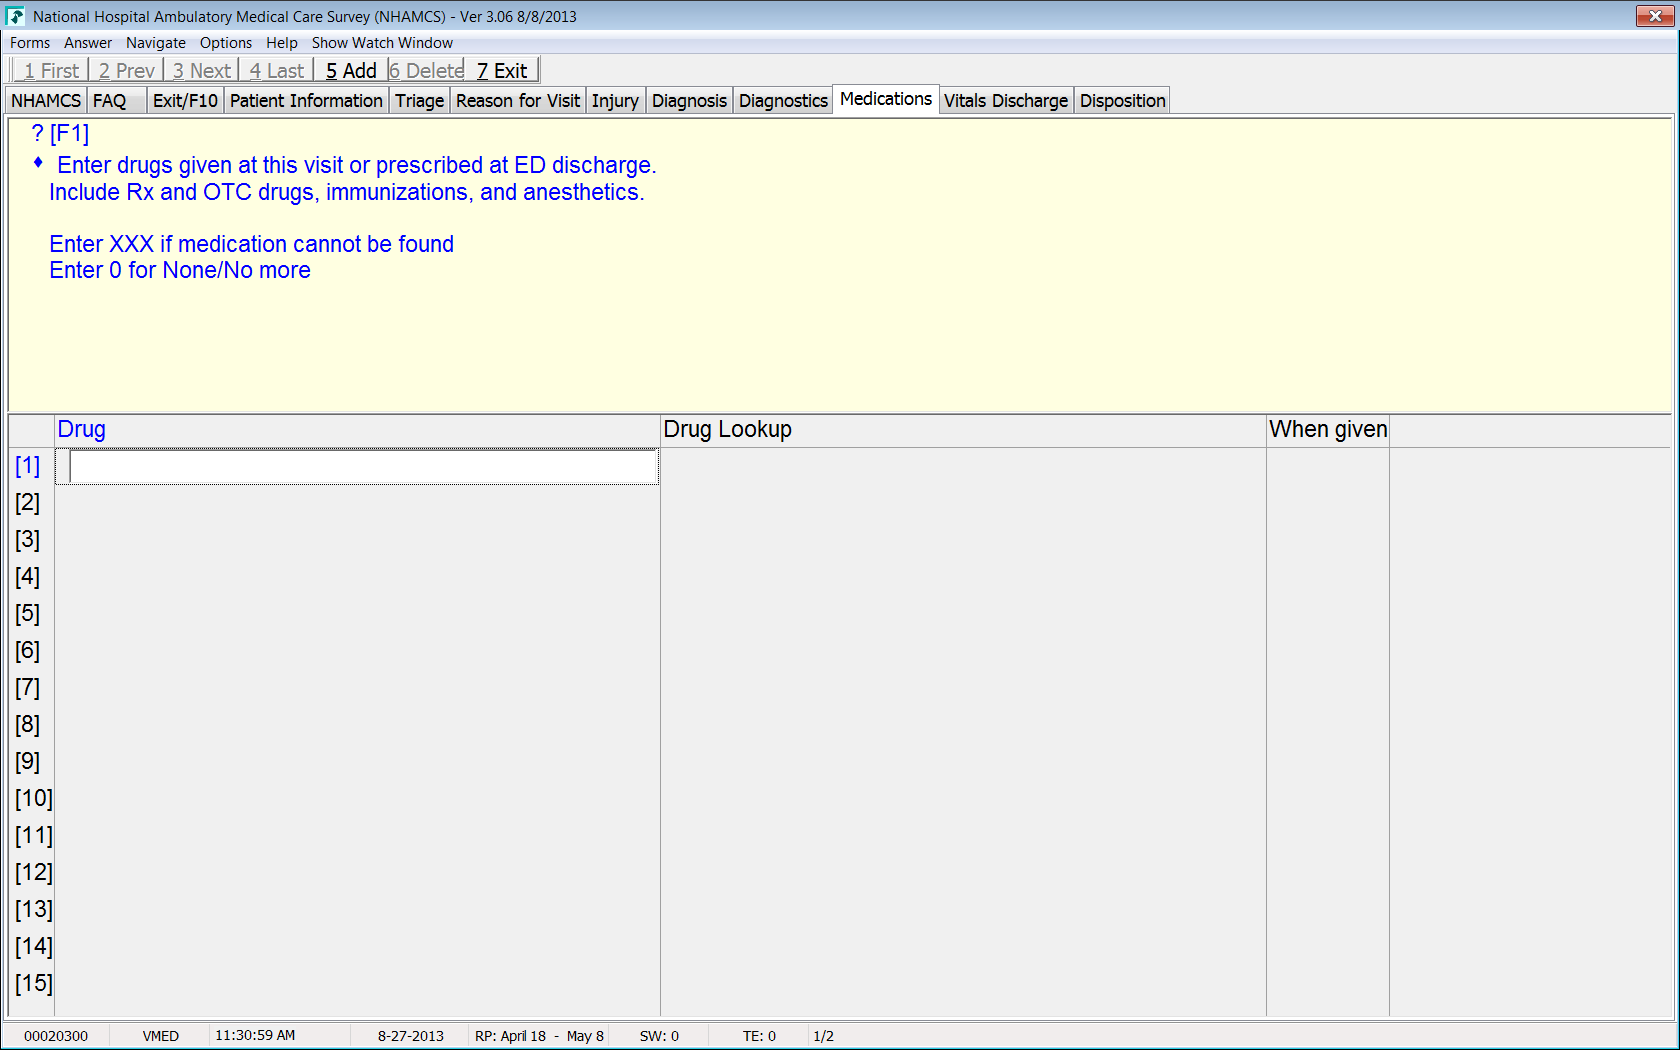 National Hospital Ambulatory Medical Care Survey (NHAMCS) - Ver 3.06 8/8/2013
Forms Answer Navigate Options Help Show Watch Window
1 First 2 Prev 3 Next 4 Last 5 Add 6 Delete 7 Exit
NHAMCS FAQ Exit/F10 Patient Information Triage Reason for Visit Injury Diagnosis Diagnostics Medications Vitals Discharge Disposition
? [F1]
♦ Enter drugs given at this visit or prescribed at ED discharge.
Include Rx and OTC drugs, immunizations, and anesthetics.
Enter XXX if medication cannot be found
Enter 0 for None/No more
Drug Drug Lookup When given
[1]
[2]
[3]
[4]
[5]
[6]
[7]
[8]
[9]
[10]
[11]
[12]
[13]
[14]
[15]
00020300 VMED 11:30:59 AM 8-27-2013 RP: April 18 - May 8 SW: 0 TE: 0 1/2